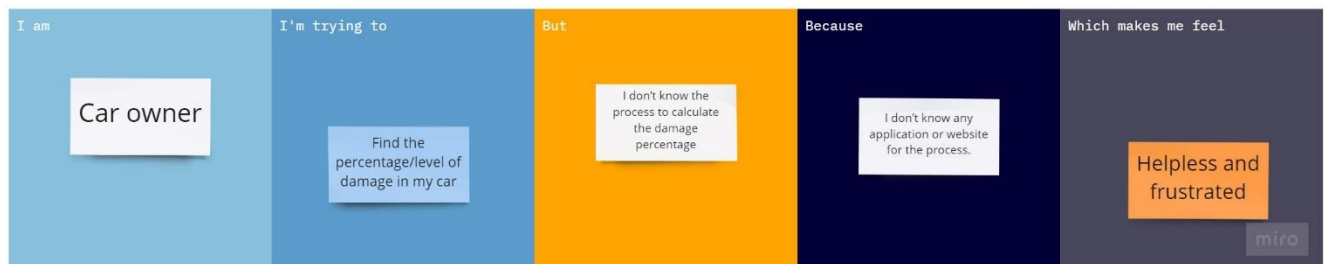 I am
Car owner
I'm trying to
Find the
percentage/level of
damage in my car
But
I don't know the
process to calculate
the damage
percentage
Because
I don't know any
application or website
for the process.
Which makes me feel
Helpless and
frustrated
miro